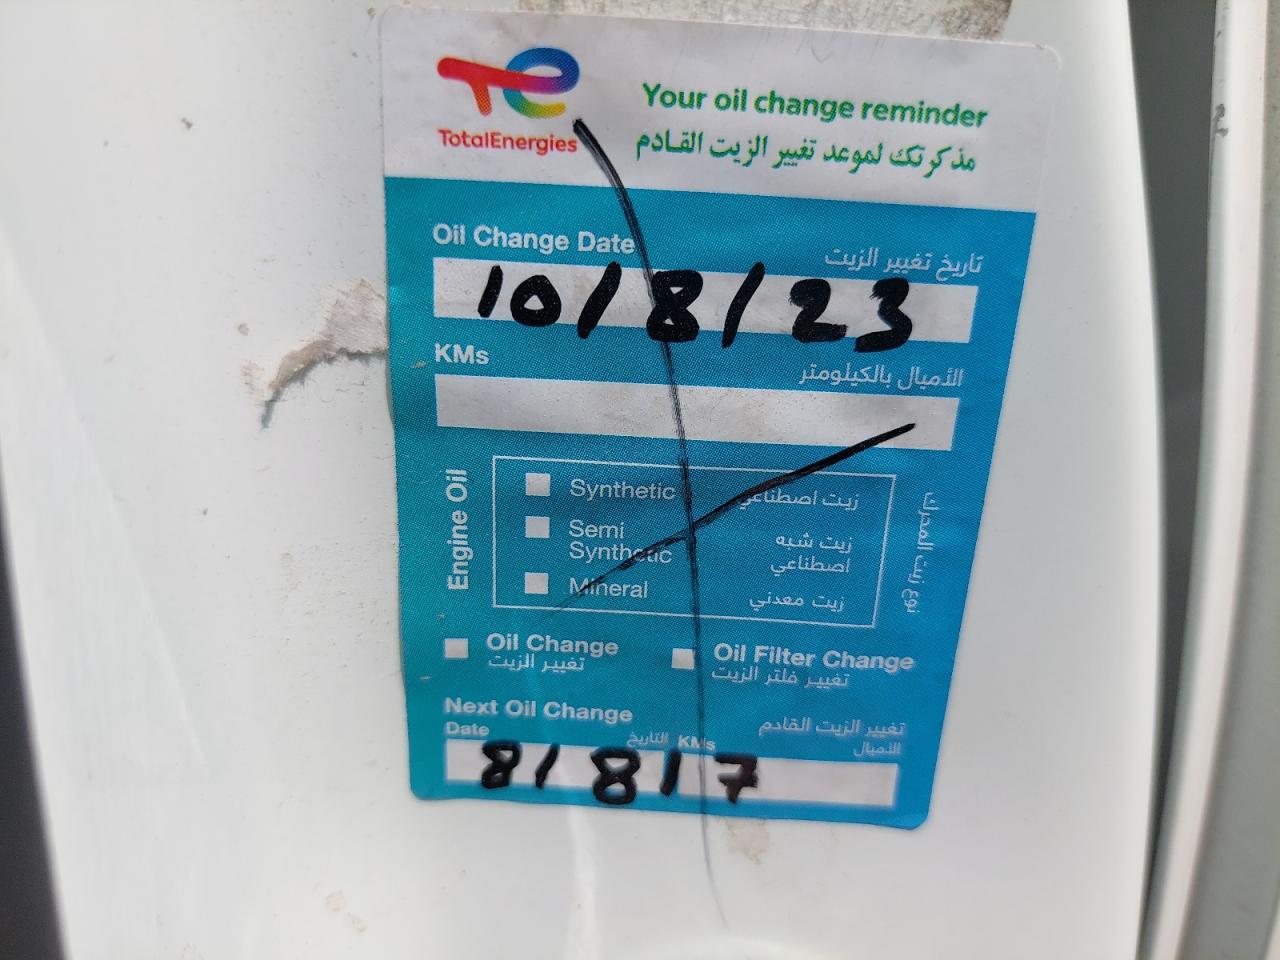 TotalEnergies
Your oil change reminder
مذكرتك لموعد تغيير الزيت القادم
Oil Change Date
تاريخ تغيير الزيت
10/8/23
KMs
الأميال بالكيلومتر
Engine Oil
نوع زيت المحرك
Synthetic
زيت اصطناعي
Semi
Synthetic
زيت شبه
اصطناعي
Mineral
زيت معدني
Oil Change
تغيير الزيت
Oil Filter Change
تغيير فلتر الزيت
Next Oil Change
تغيير الزيت القادم
Date التاريخ KMs الأميال
8/8/7